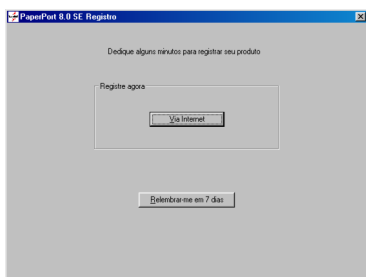 PaperPort 8.0 SE Registro
Dedique alguns minutos para registrar seu produto
Registre agora
Via Internet
Relembrar-me em 7 dias